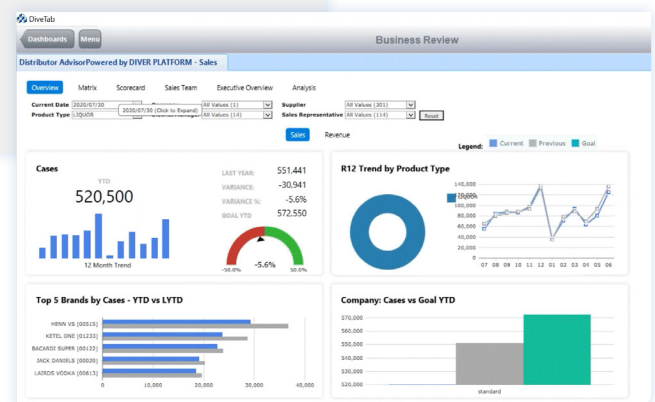 DiveTab
Dashboards Menu Business Review
Distributor AdvisorPowered by DIVER PLATFORM - Sales
Overview Matrix Scorecard Sales Team Executive Overview Analysis
Current Date 2020/07/30 All Values (1) Supplier All Values (201)
2020/07/30 (Click to Expand)
Product Type LIQUOR All Values (14) Sales Representative All Values (114) Reset
Sales Revenue
Legend: Current Previous Goal
Cases
YTD
520,500
12 Month Trend
LAST YEAR: 551,441
VARIANCE: -30,941
VARIANCE %: -5.6%
GOAL YTD 572,550
-5.6%
-50.0% 50.0%
R12 Trend by Product Type
140,000
100,000
80,000
60,000
40,000
20,000
0
07 08 09 10 11 12 01 02 03 04 05 06
Top 5 Brands by Cases - YTD vs LYTD
HENN VS (00515)
KETEL ONE (01233)
BACARDI SUPER (00122)
JACK DANIELS (00020)
LAIRDS VODKA (00613)
0 10,000 20,000 30,000 40,000
Company: Cases vs Goal YTD
570,000
560,000
550,000
540,000
530,000
520,000
standard